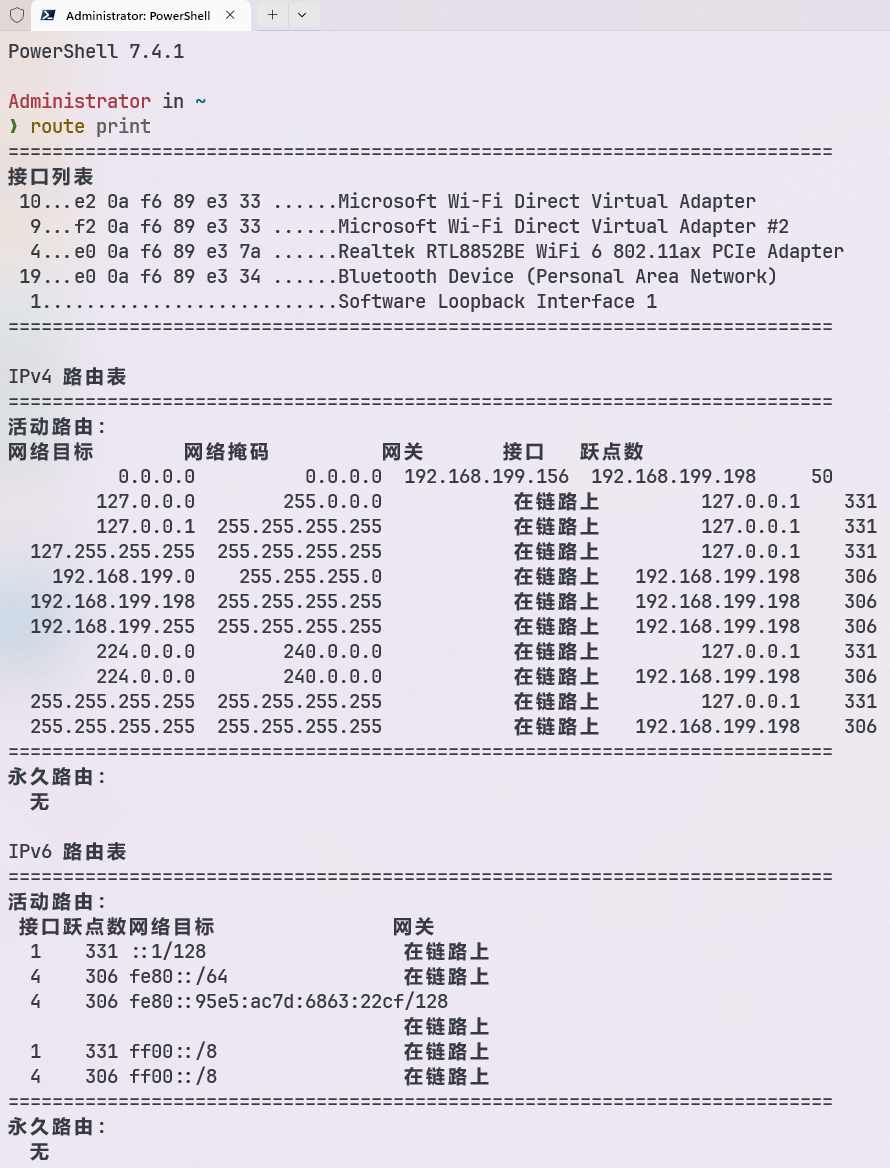 Administrator: PowerShell
PowerShell 7.4.1
Administrator in ~
❯ route print
===========================================================================
接口列表
 10...e2 0a f6 89 e3 33 ......Microsoft Wi-Fi Direct Virtual Adapter
  9...f2 0a f6 89 e3 33 ......Microsoft Wi-Fi Direct Virtual Adapter #2
  4...e0 0a f6 89 e3 7a ......Realtek RTL8852BE WiFi 6 802.11ax PCIe Adapter
 19...e0 0a f6 89 e3 34 ......Bluetooth Device (Personal Area Network)
  1...........................Software Loopback Interface 1
===========================================================================
IPv4 路由表
===========================================================================
活动路由:
网络目标        网络掩码          网关       接口   跃点数
          0.0.0.0          0.0.0.0  192.168.199.156  192.168.199.198     50
        127.0.0.0        255.0.0.0            在链路上         127.0.0.1    331
        127.0.0.1  255.255.255.255            在链路上         127.0.0.1    331
  127.255.255.255  255.255.255.255            在链路上         127.0.0.1    331
    192.168.199.0    255.255.255.0            在链路上   192.168.199.198    306
  192.168.199.198  255.255.255.255            在链路上   192.168.199.198    306
  192.168.199.255  255.255.255.255            在链路上   192.168.199.198    306
        224.0.0.0        240.0.0.0            在链路上         127.0.0.1    331
        224.0.0.0        240.0.0.0            在链路上   192.168.199.198    306
  255.255.255.255  255.255.255.255            在链路上         127.0.0.1    331
  255.255.255.255  255.255.255.255            在链路上   192.168.199.198    306
===========================================================================
永久路由:
  无
IPv6 路由表
===========================================================================
活动路由:
 接口跃点数网络目标                网关
  1    331 ::1/128                  在链路上
  4    306 fe80::/64                在链路上
  4    306 fe80::95e5:ac7d:6863:22cf/128
                                    在链路上
  1    331 ff00::/8                 在链路上
  4    306 ff00::/8                 在链路上
===========================================================================
永久路由:
  无